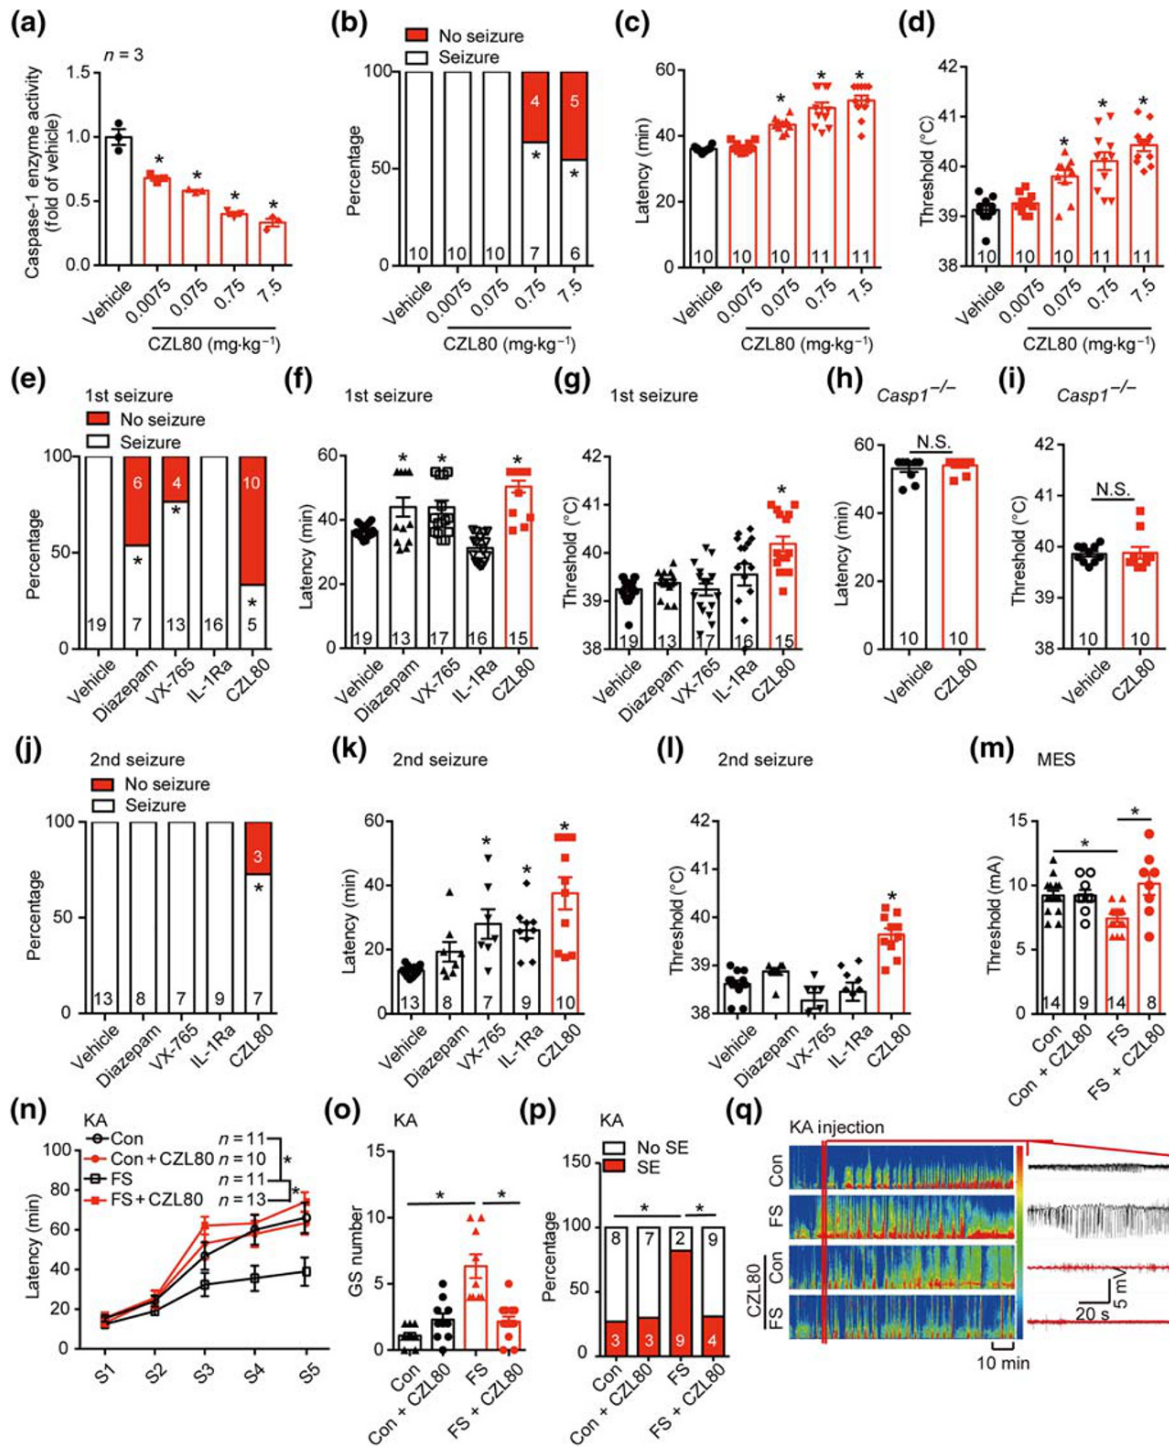 (a)
n = 3
Caspase-1 enzyme activity
(fold of vehicle)
1.5
1.0
0.5
0.0
*
*
*
*
Vehicle
0.0075
0.075
0.75
7.5
CZL80 (mg·kg⁻¹)
(b)
No seizure
Seizure
Percentage
100
50
0
4
5
*
*
10
10
10
7
6
Vehicle
0.0075
0.075
0.75
7.5
CZL80 (mg·kg⁻¹)
(c)
Latency (min)
60
40
20
0
*
*
*
10
10
10
11
11
Vehicle
0.0075
0.075
0.75
7.5
CZL80 (mg·kg⁻¹)
(d)
Threshold (°C)
42
41
40
39
38
*
*
*
10
10
10
11
11
Vehicle
0.0075
0.075
0.75
7.5
CZL80 (mg·kg⁻¹)
(e)
1st seizure
No seizure
Seizure
Percentage
100
50
0
6
4
10
*
*
*
19
7
13
16
5
Vehicle
Diazepam
VX-765
IL-1Ra
CZL80
(f)
1st seizure
Latency (min)
60
40
20
0
*
*
*
19
13
17
16
15
Vehicle
Diazepam
VX-765
IL-1Ra
CZL80
(g)
1st seizure
Threshold (°C)
42
41
40
39
38
*
19
13
17
16
15
Vehicle
Diazepam
VX-765
IL-1Ra
CZL80
(h)
Casp1⁻/⁻
Latency (min)
60
40
20
0
N.S.
10
10
Vehicle
CZL80
(i)
Casp1⁻/⁻
Threshold (°C)
42
41
40
39
38
N.S.
10
10
Vehicle
CZL80
(j)
2nd seizure
No seizure
Seizure
Percentage
100
50
0
3
*
13
8
7
9
7
Vehicle
Diazepam
VX-765
IL-1Ra
CZL80
(k)
2nd seizure
Latency (min)
60
40
20
0
*
*
*
13
8
7
9
10
Vehicle
Diazepam
VX-765
IL-1Ra
CZL80
(l)
2nd seizure
Threshold (°C)
42
41
40
39
38
*
Vehicle
Diazepam
VX-765
IL-1Ra
CZL80
(m)
MES
Threshold (mA)
15
10
5
0
*
*
14
9
14
8
Con
Con + CZL80
FS
FS + CZL80
(n)
KA
Con
n = 11
Con + CZL80
n = 10
FS
n = 11
FS + CZL80
n = 13
*
*
Latency (min)
100
80
60
40
20
0
S1
S2
S3
S4
S5
(o)
KA
GS number
15
10
5
0
*
*
Con
Con + CZL80
FS
FS + CZL80
(p)
KA
No SE
SE
Percentage
150
100
50
0
*
*
8
7
2
9
3
3
9
4
Con
Con + CZL80
FS
FS + CZL80
(q)
KA injection
Con
FS
CZL80
Con
FS
5 mV
20 s
10 min